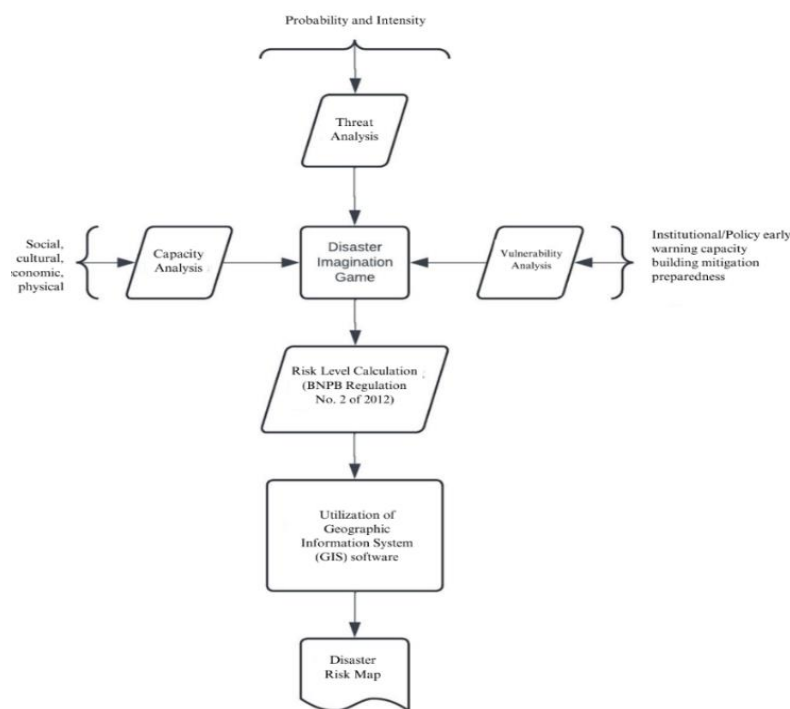 Probability and Intensity
Threat
Analysis
Social,
cultural,
economic,
physical
Capacity
Analysis
Disaster
Imagination
Game
Vulnerability
Analysis
Institutional/Policy early
warning capacity
building mitigation
preparedness
Risk Level Calculation
(BNPB Regulation
No. 2 of 2012)
Utilization of
Geographic
Information System
(GIS) software
Disaster
Risk Map